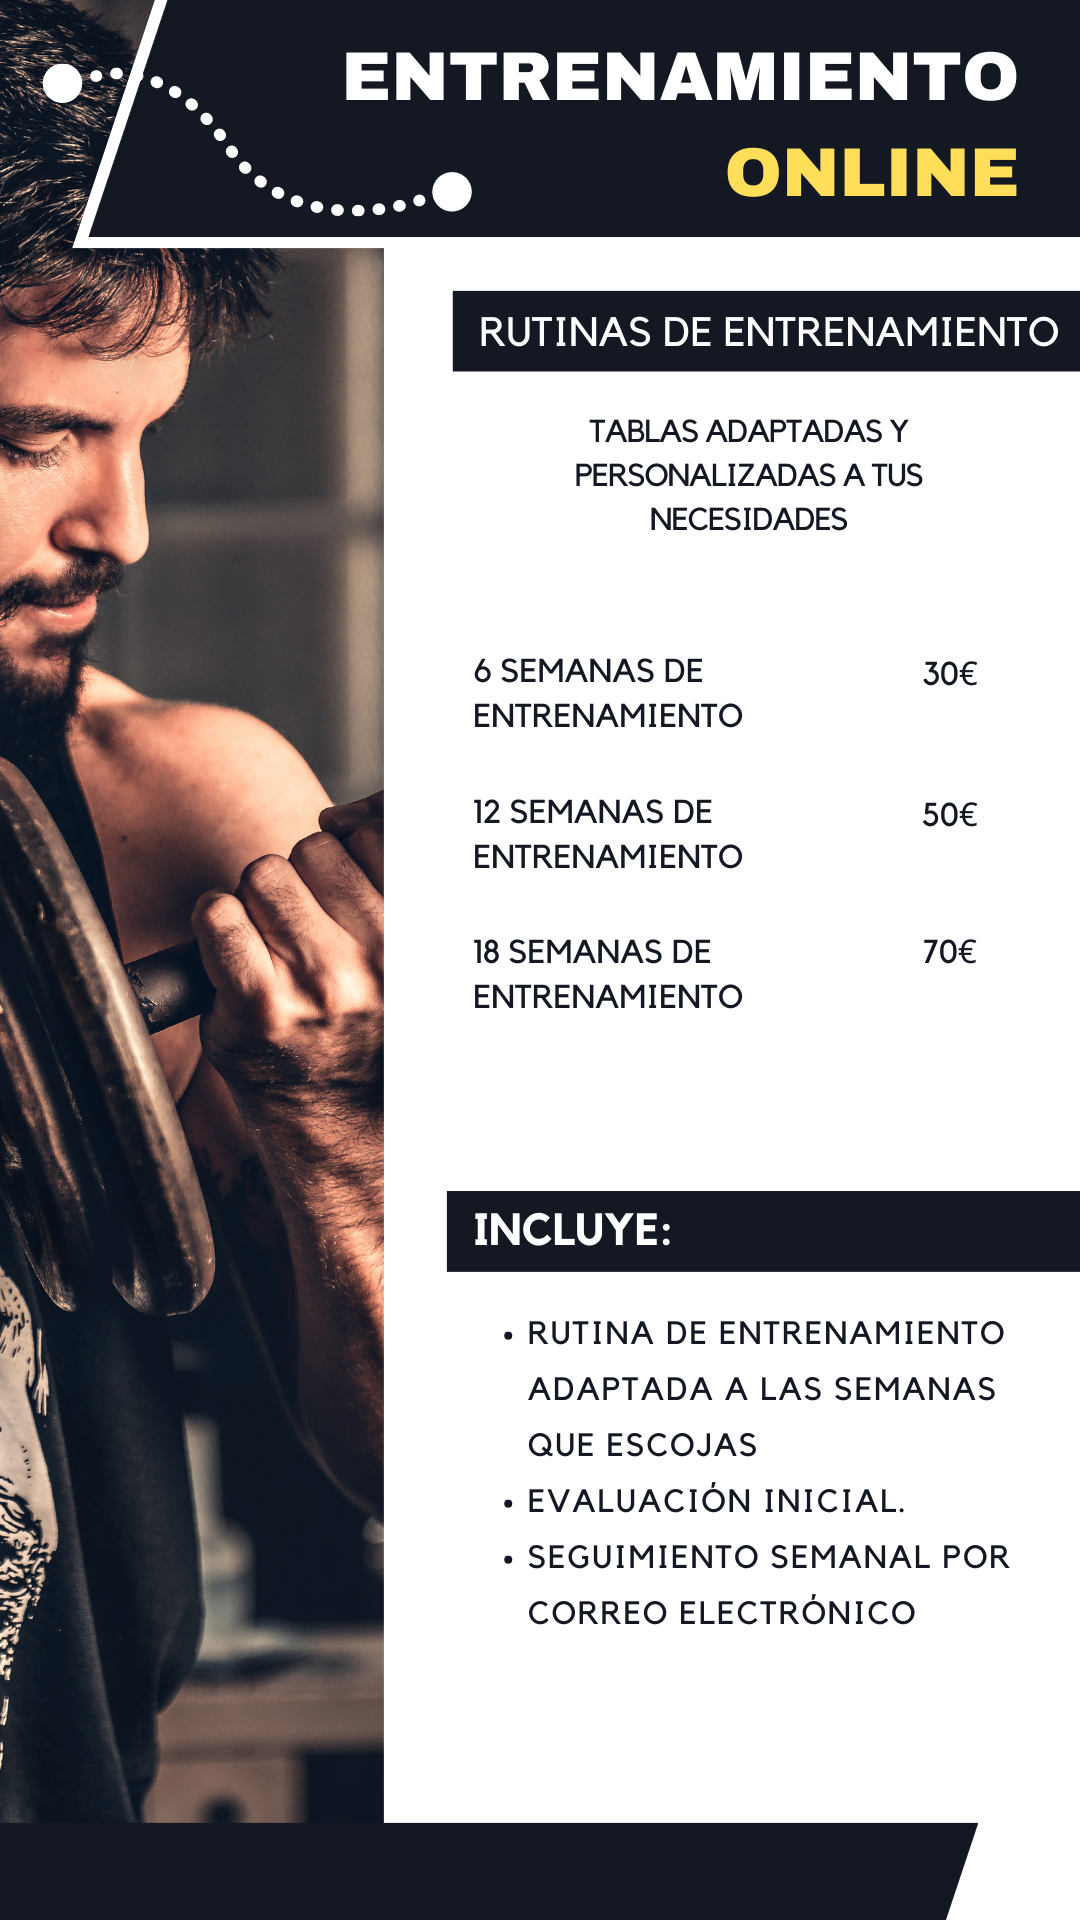 ENTRENAMIENTO
ONLINE
RUTINAS DE ENTRENAMIENTO
TABLAS ADAPTADAS Y
PERSONALIZADAS A TUS
NECESIDADES
6 SEMANAS DE
ENTRENAMIENTO
30€
12 SEMANAS DE
ENTRENAMIENTO
50€
18 SEMANAS DE
ENTRENAMIENTO
70€
INCLUYE:
• RUTINA DE ENTRENAMIENTO
ADAPTADA A LAS SEMANAS
QUE ESCOJAS
• EVALUACIÓN INICIAL.
• SEGUIMIENTO SEMANAL POR
CORREO ELECTRÓNICO